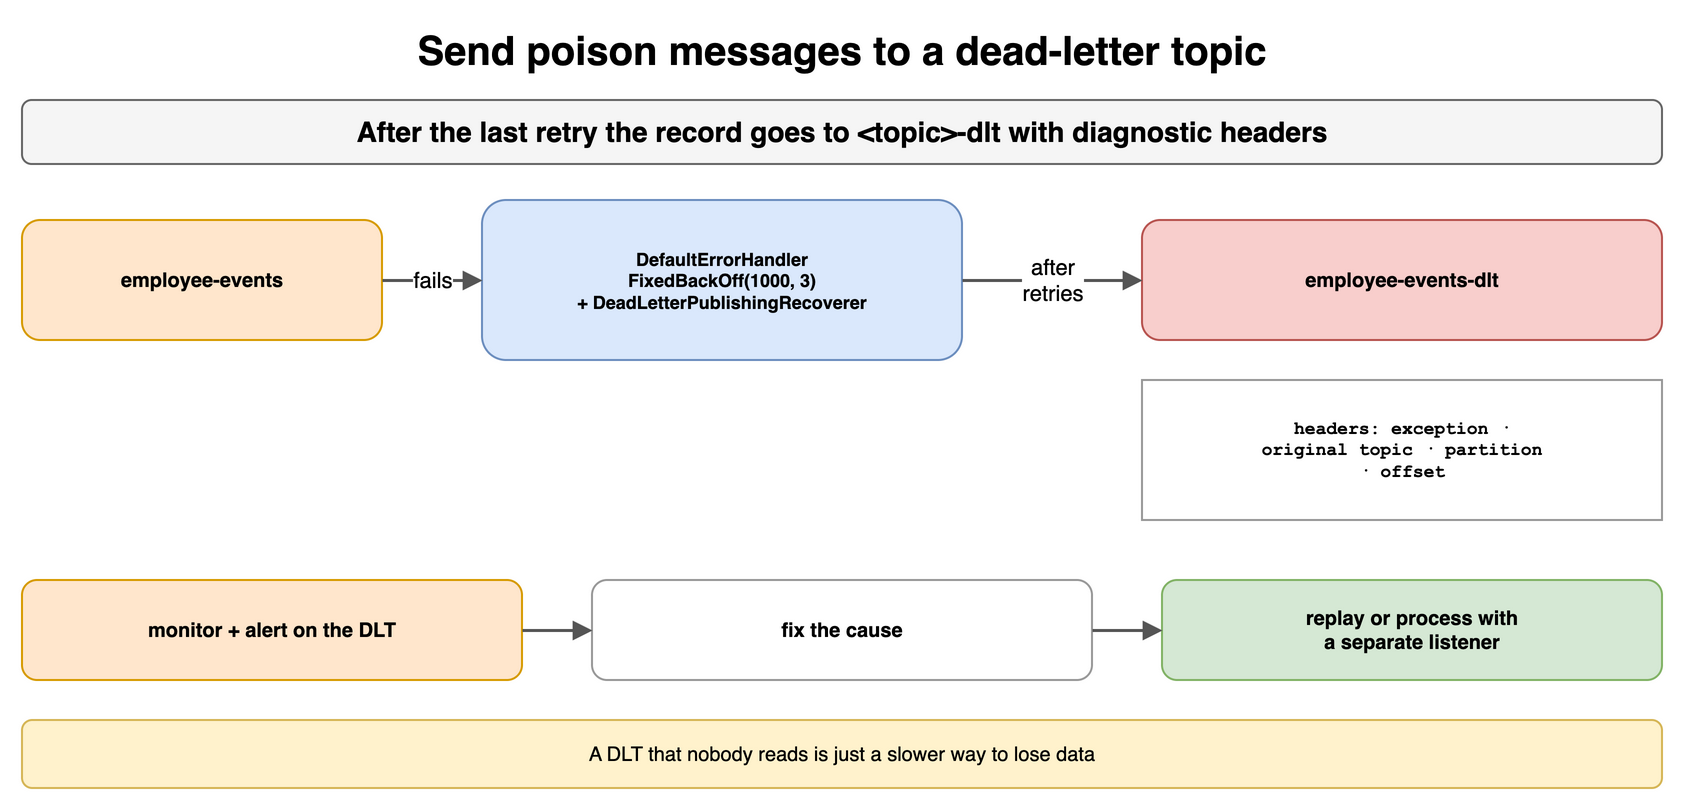 Send poison messages to a dead-letter topic
After the last retry the record goes to <topic>-dlt with diagnostic headers
employee-events
fails
DefaultErrorHandler
FixedBackOff(1000, 3)
+ DeadLetterPublishingRecoverer
after
retries
employee-events-dlt
headers: exception ·
original topic · partition
· offset
monitor + alert on the DLT
fix the cause
replay or process with
a separate listener
A DLT that nobody reads is just a slower way to lose data